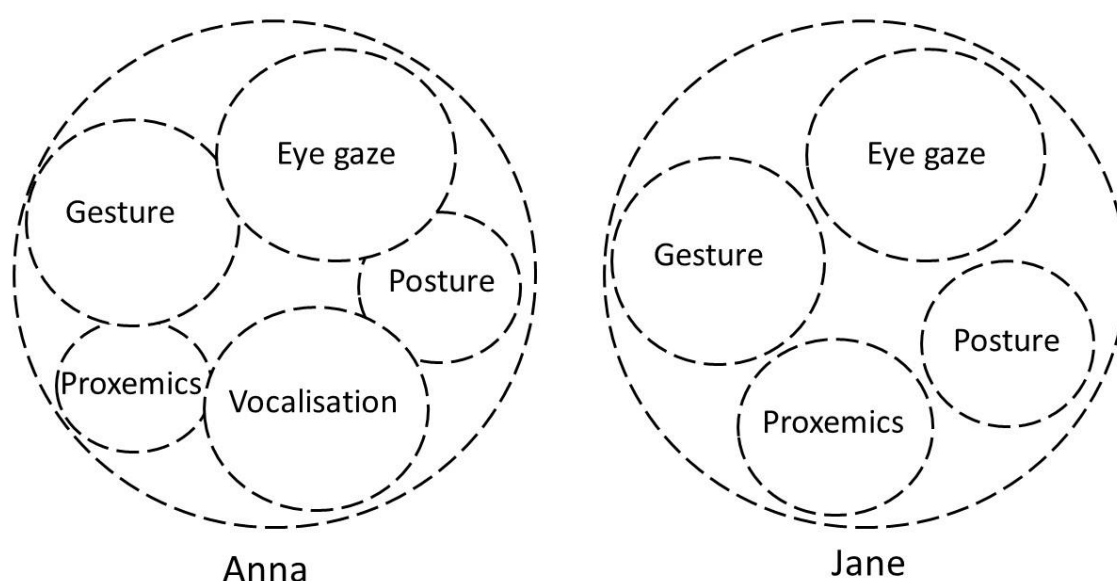 Eye gaze
Gesture
Posture
Proxemics
Vocalisation
Anna
Eye gaze
Gesture
Posture
Proxemics
Jane